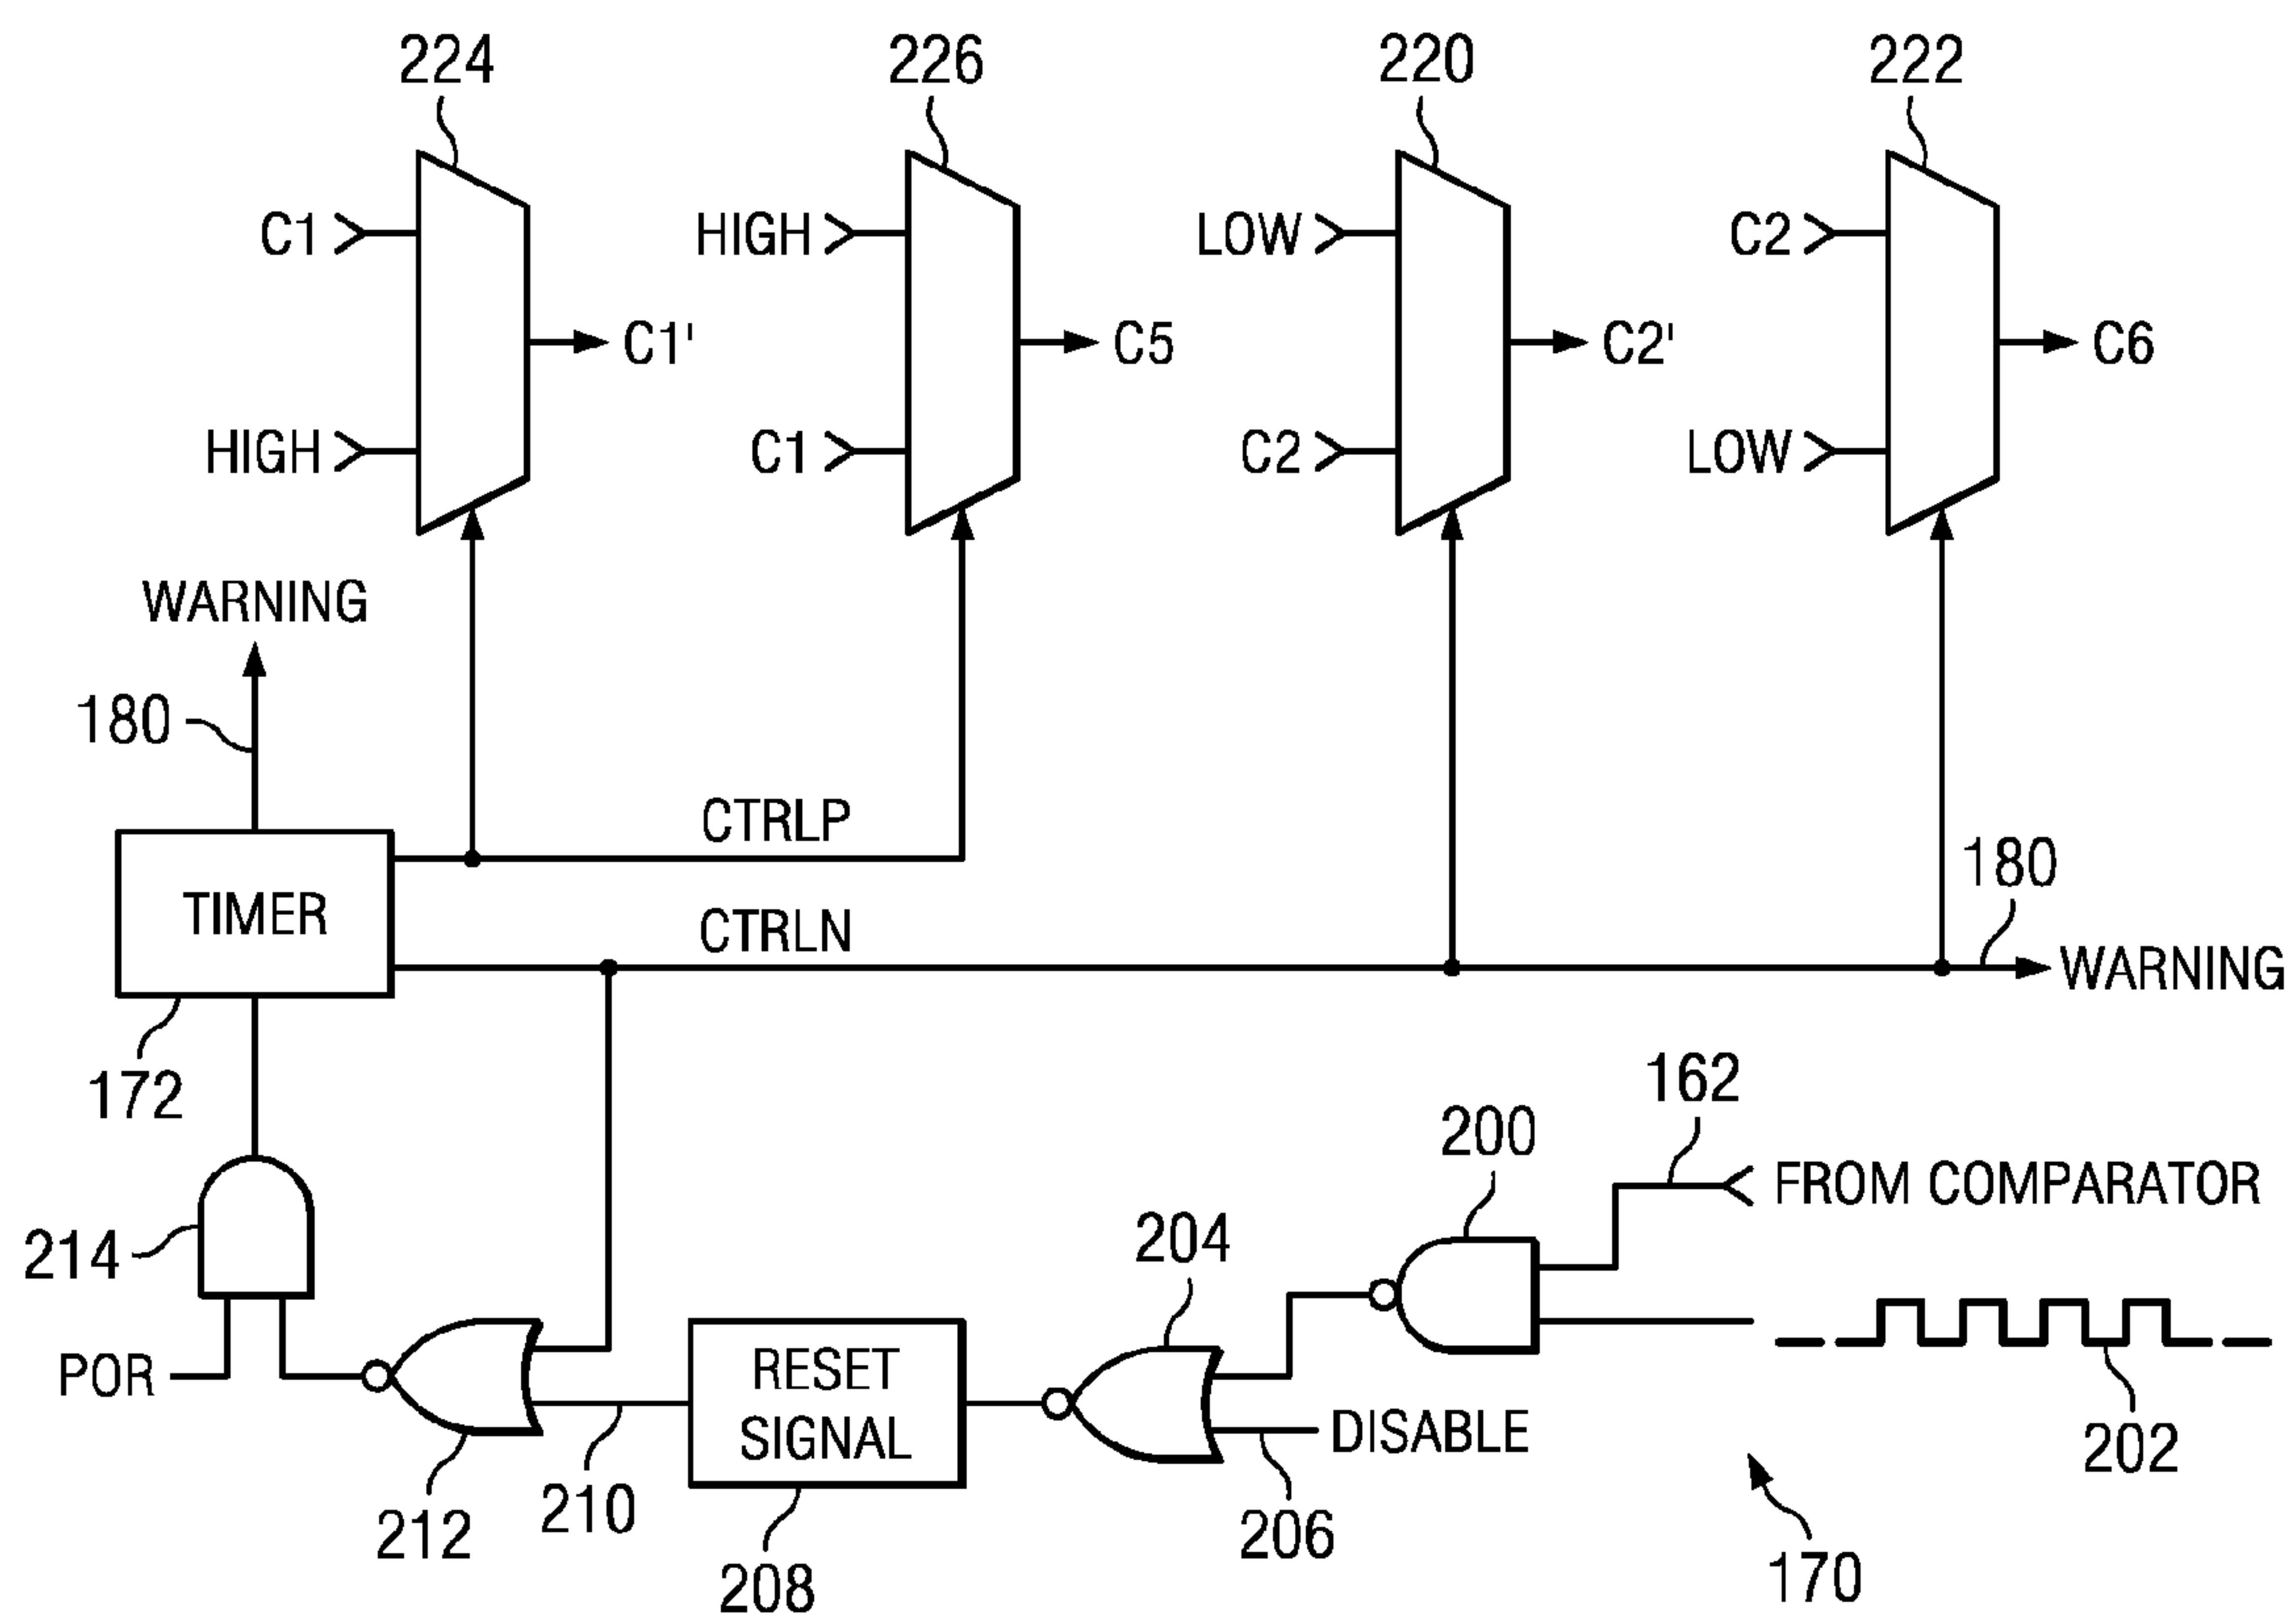 224
226
220
222
C1
HIGH
LOW
C2
C1'
C5
C2'
C6
HIGH
C1
C2
LOW
WARNING
180
CTRLP
180
TIMER
CTRLN
WARNING
172
162
200
FROM COMPARATOR
214
204
POR
RESET
SIGNAL
DISABLE
202
212
210
208
206
170